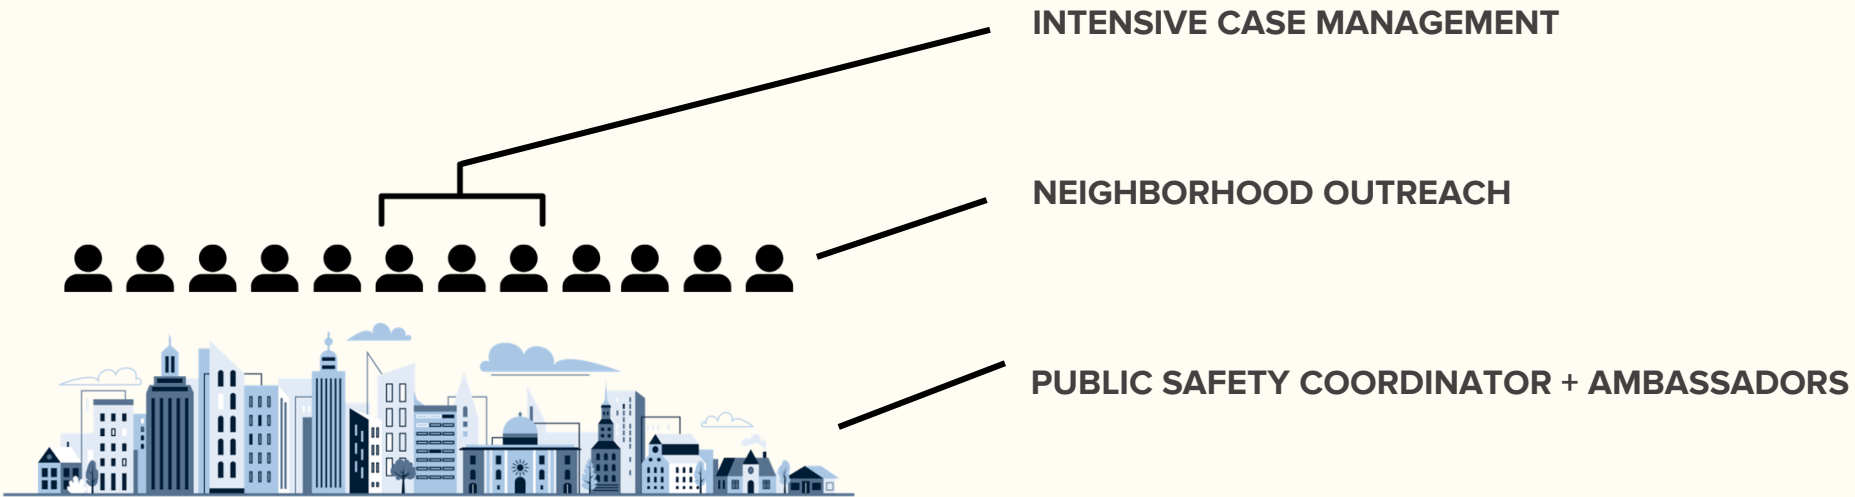 INTENSIVE CASE MANAGEMENT
NEIGHBORHOOD OUTREACH
PUBLIC SAFETY COORDINATOR + AMBASSADORS